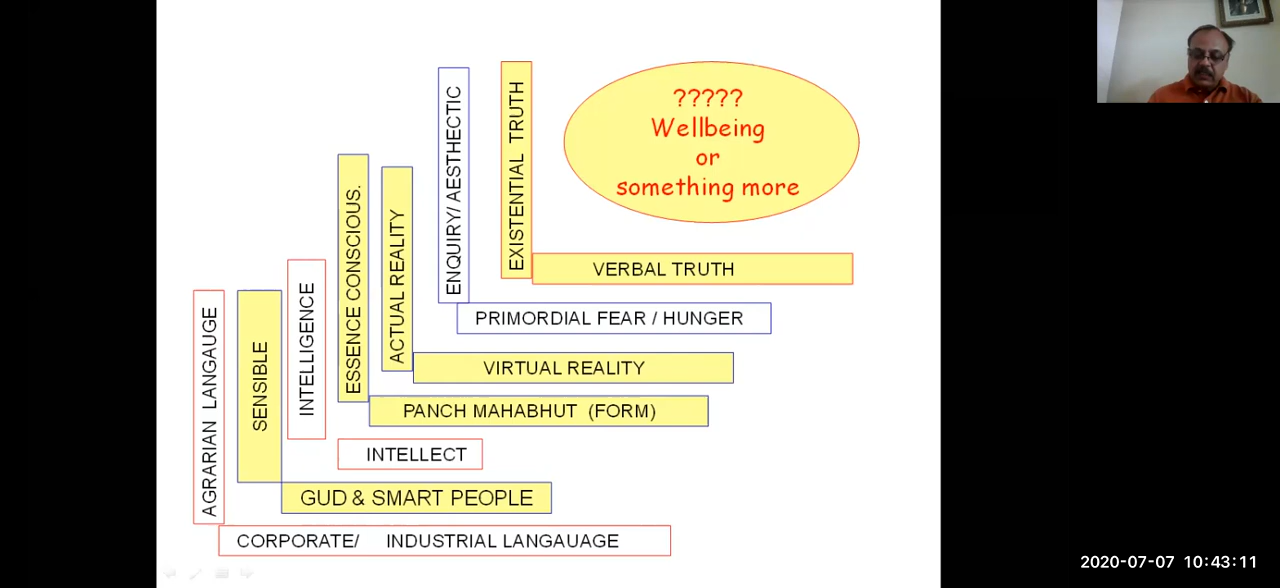 ?????
Wellbeing
or
something more
EXISTENTIAL TRUTH
VERBAL TRUTH
ENQUIRY/ AESTHECTIC
PRIMORDIAL FEAR / HUNGER
ACTUAL REALITY
VIRTUAL REALITY
ESSENCE CONSCIOUS.
PANCH MAHABHUT (FORM)
INTELLIGENCE
INTELLECT
SENSIBLE
GUD & SMART PEOPLE
AGRARIAN LANGAUGE
CORPORATE/ INDUSTRIAL LANGAUAGE
2020-07-07 10:43:11